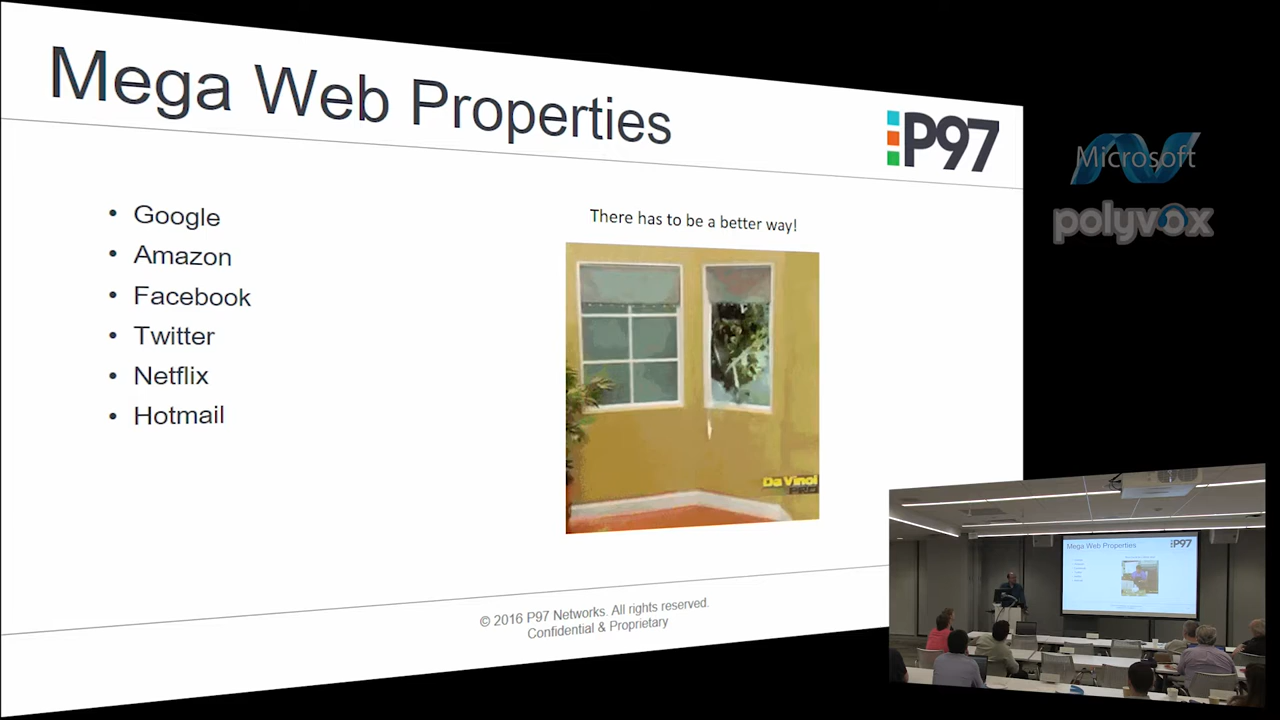 Mega Web Properties
P97
• Google
• Amazon
• Facebook
• Twitter
• Netflix
• Hotmail
There has to be a better way!
Da Vinci
PRO
© 2016 P97 Networks. All rights reserved.
Confidential & Proprietary
Microsoft
polyvox
Mega Web Properties
P97